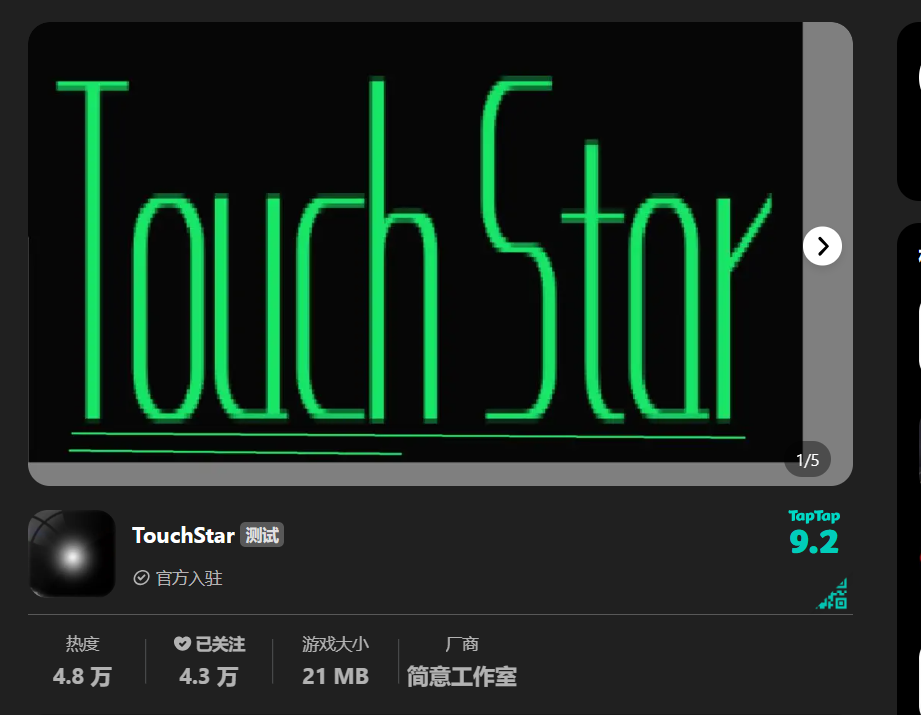 Touch Star
1/5
TouchStar 测试
官方入驻
TapTap
9.2
热度 已关注 游戏大小 厂商
4.8 万 4.3 万 21 MB 简意工作室